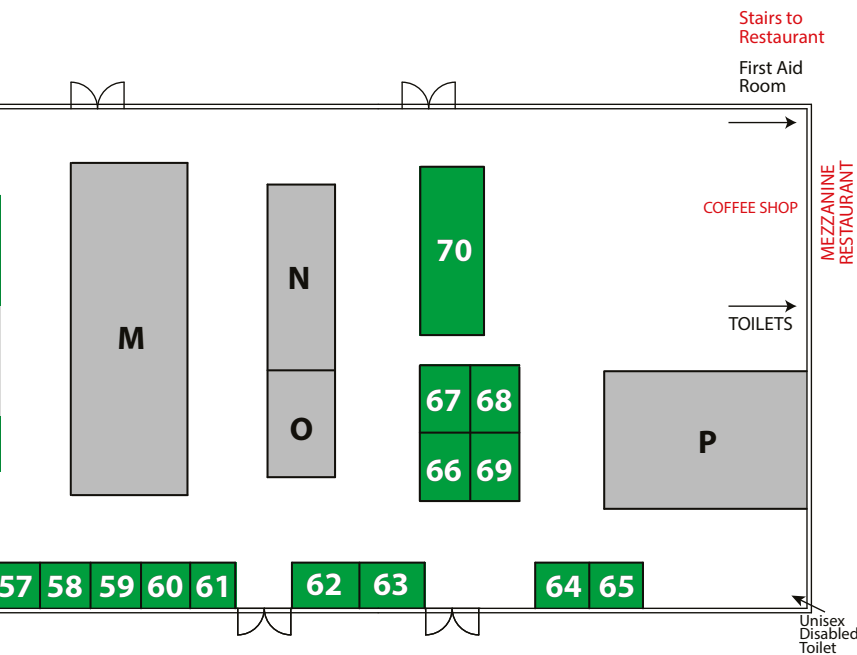 Stairs to
Restaurant
First Aid
Room
MEZZANINE
RESTAURANT
COFFEE SHOP
TOILETS
M
N
O
70
67 68
66 69
P
57 58 59 60 61
62 63
64 65
Unisex
Disabled
Toilet